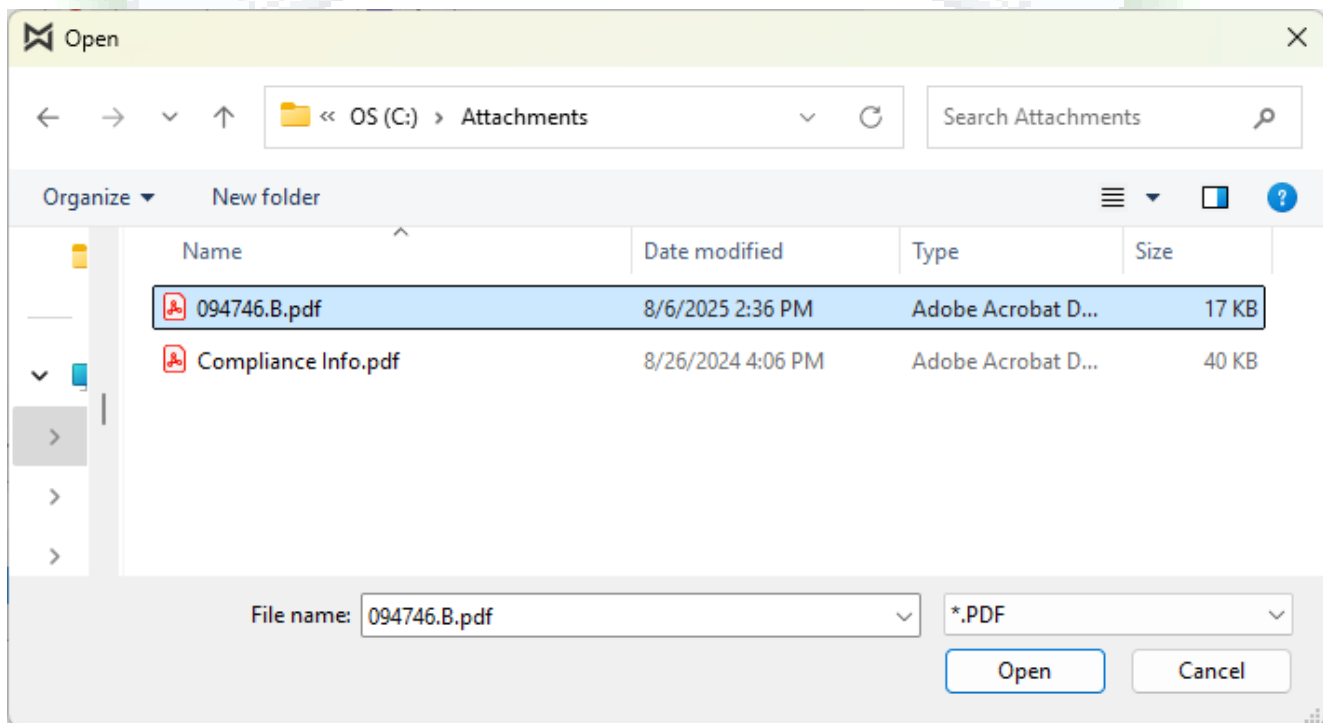 Open
« OS (C:) > Attachments
Search Attachments
Organize
New folder
?
Name Date modified Type Size
094746.B.pdf 8/6/2025 2:36 PM Adobe Acrobat D... 17 KB
Compliance Info.pdf 8/26/2024 4:06 PM Adobe Acrobat D... 40 KB
File name: 094746.B.pdf *.PDF
Open Cancel